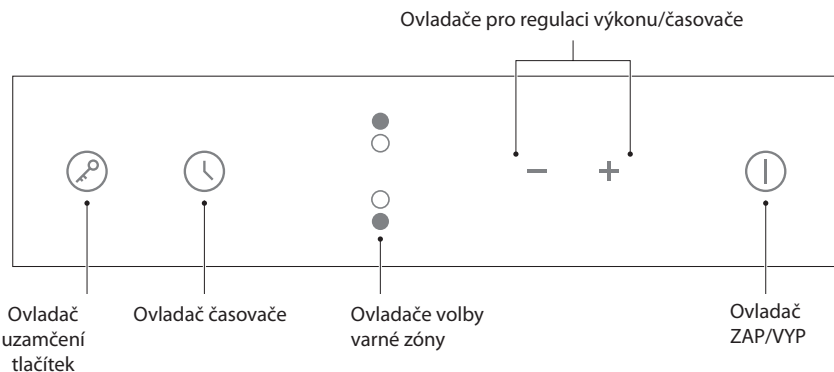 Ovladače pro regulaci výkonu/časovače
Ovladač
uzamčení
tlačítek
Ovladač časovače
Ovladače volby
varné zóny
Ovladač
ZAP/VYP